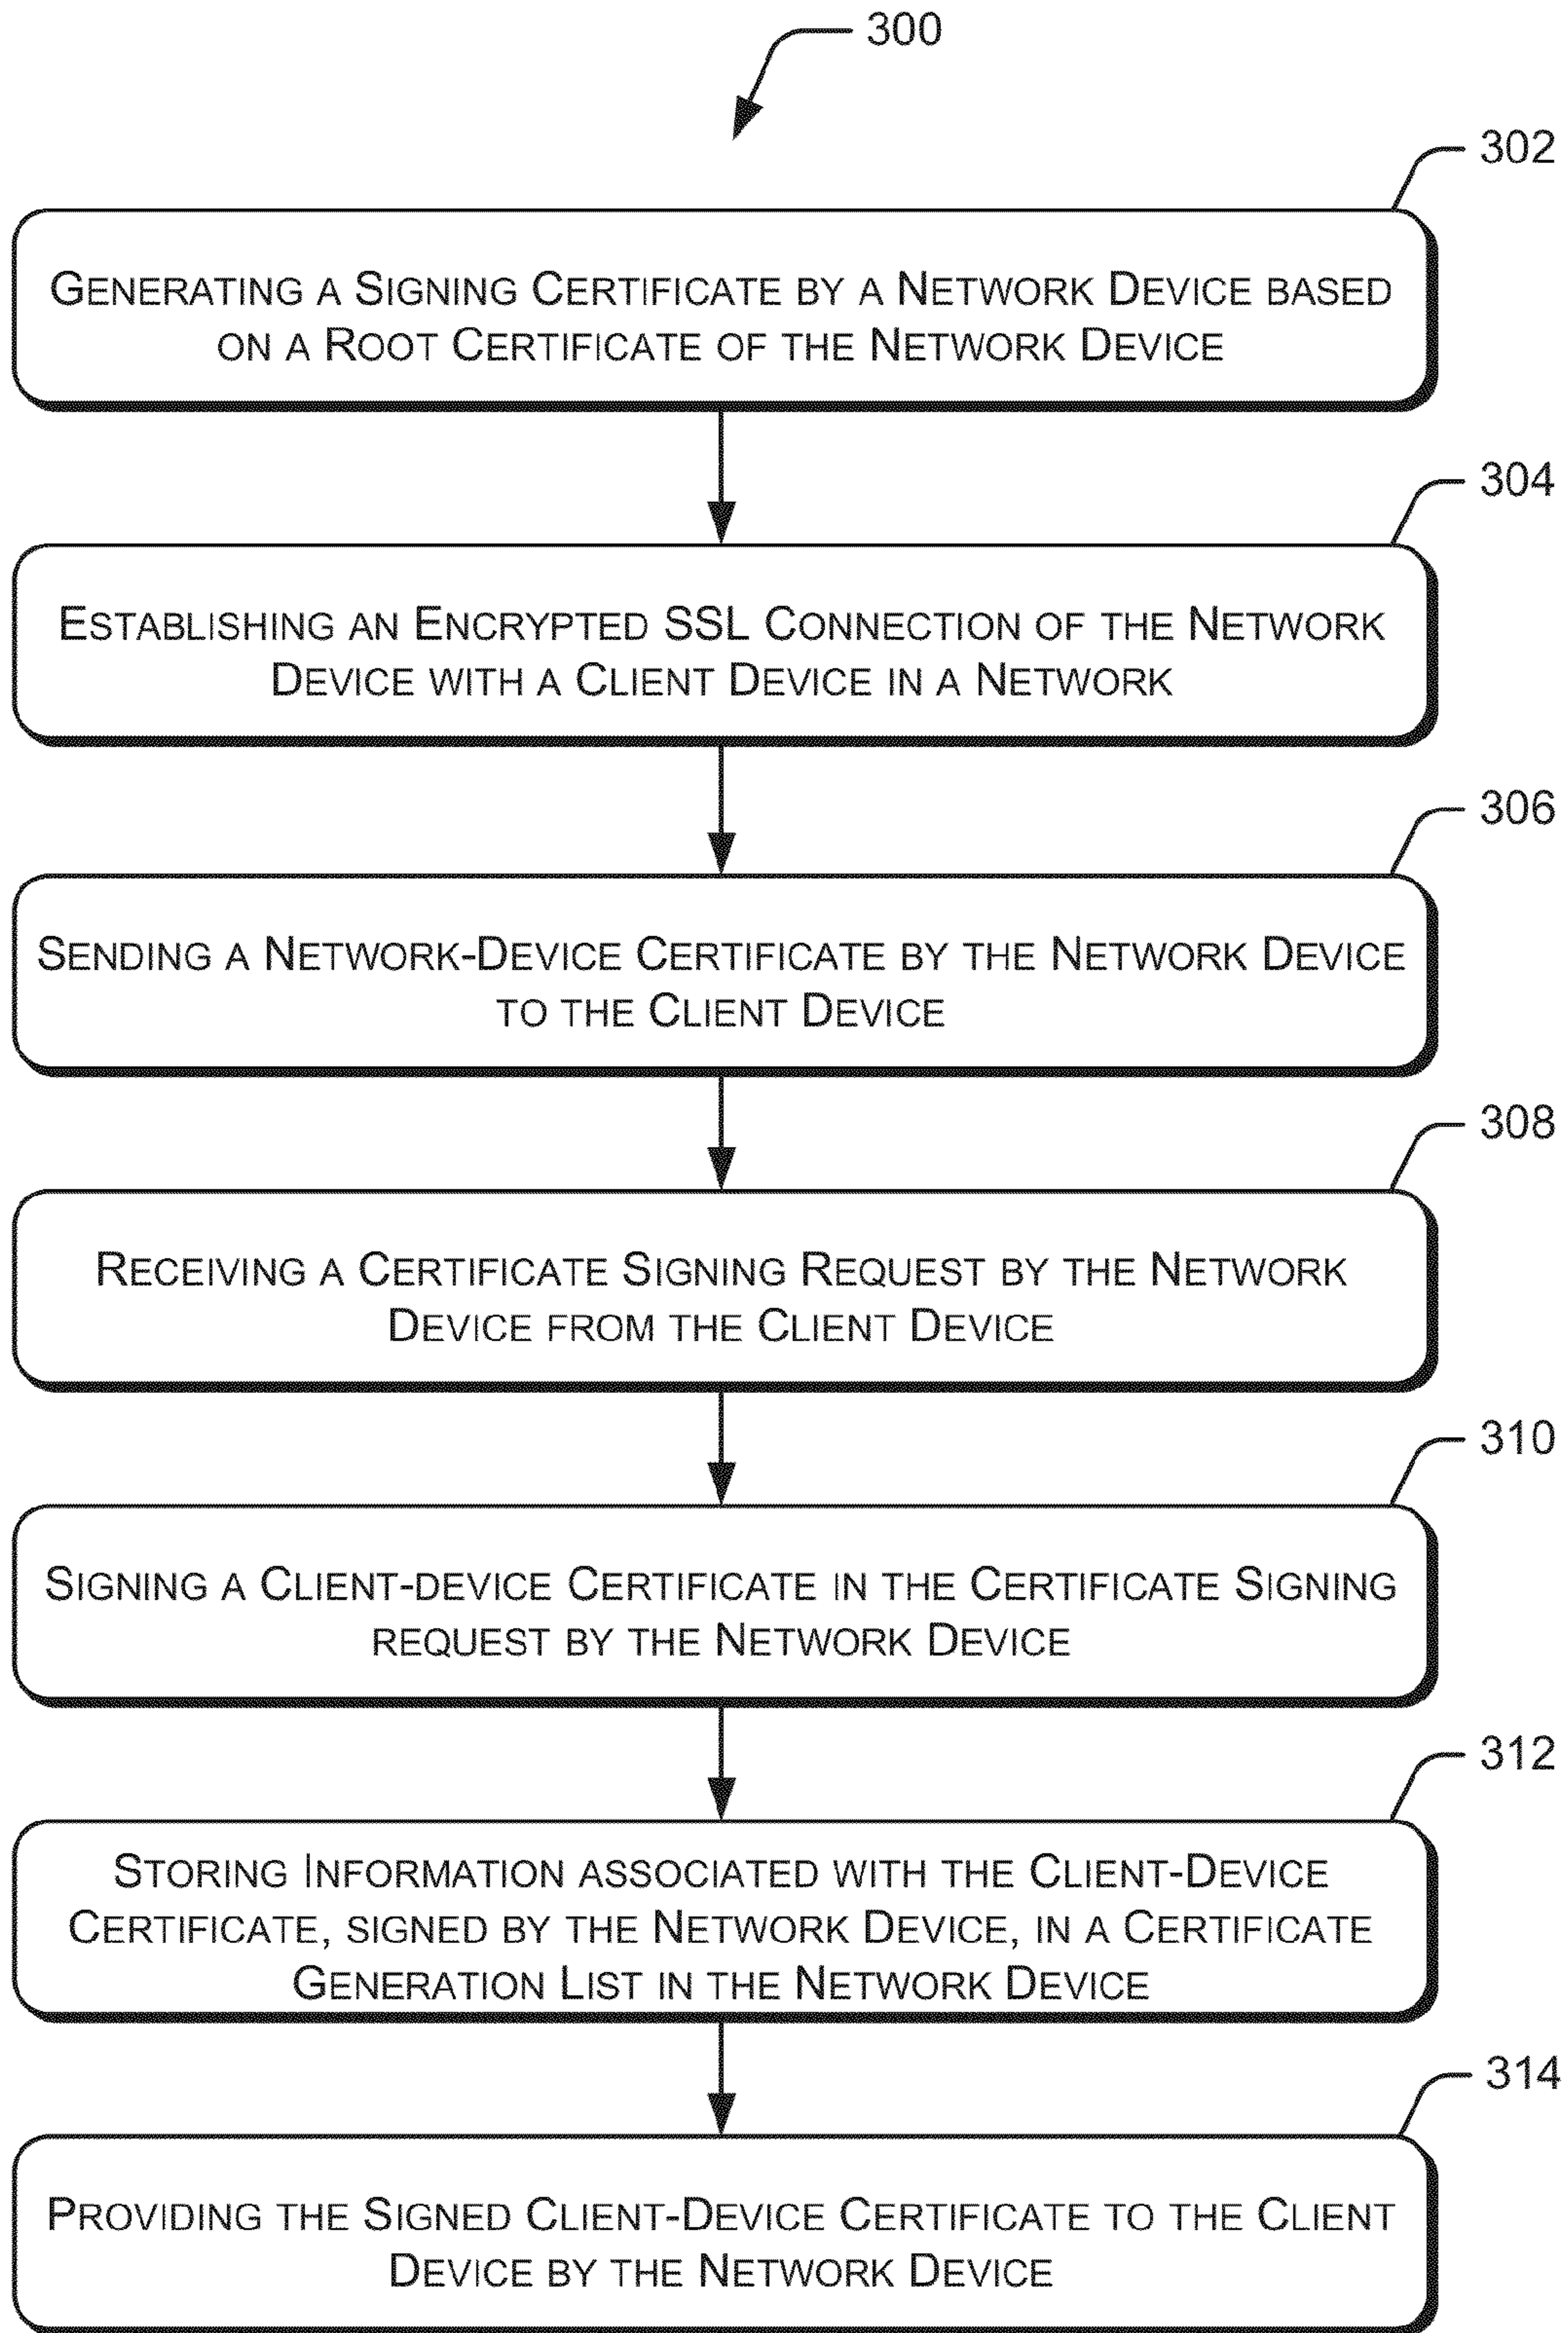 300
302
GENERATING A SIGNING CERTIFICATE BY A NETWORK DEVICE BASED
ON A ROOT CERTIFICATE OF THE NETWORK DEVICE
304
ESTABLISHING AN ENCRYPTED SSL CONNECTION OF THE NETWORK
DEVICE WITH A CLIENT DEVICE IN A NETWORK
306
SENDING A NETWORK-DEVICE CERTIFICATE BY THE NETWORK DEVICE
TO THE CLIENT DEVICE
308
RECEIVING A CERTIFICATE SIGNING REQUEST BY THE NETWORK
DEVICE FROM THE CLIENT DEVICE
310
SIGNING A CLIENT-DEVICE CERTIFICATE IN THE CERTIFICATE SIGNING
REQUEST BY THE NETWORK DEVICE
312
STORING INFORMATION ASSOCIATED WITH THE CLIENT-DEVICE
CERTIFICATE, SIGNED BY THE NETWORK DEVICE, IN A CERTIFICATE
GENERATION LIST IN THE NETWORK DEVICE
314
PROVIDING THE SIGNED CLIENT-DEVICE CERTIFICATE TO THE CLIENT
DEVICE BY THE NETWORK DEVICE